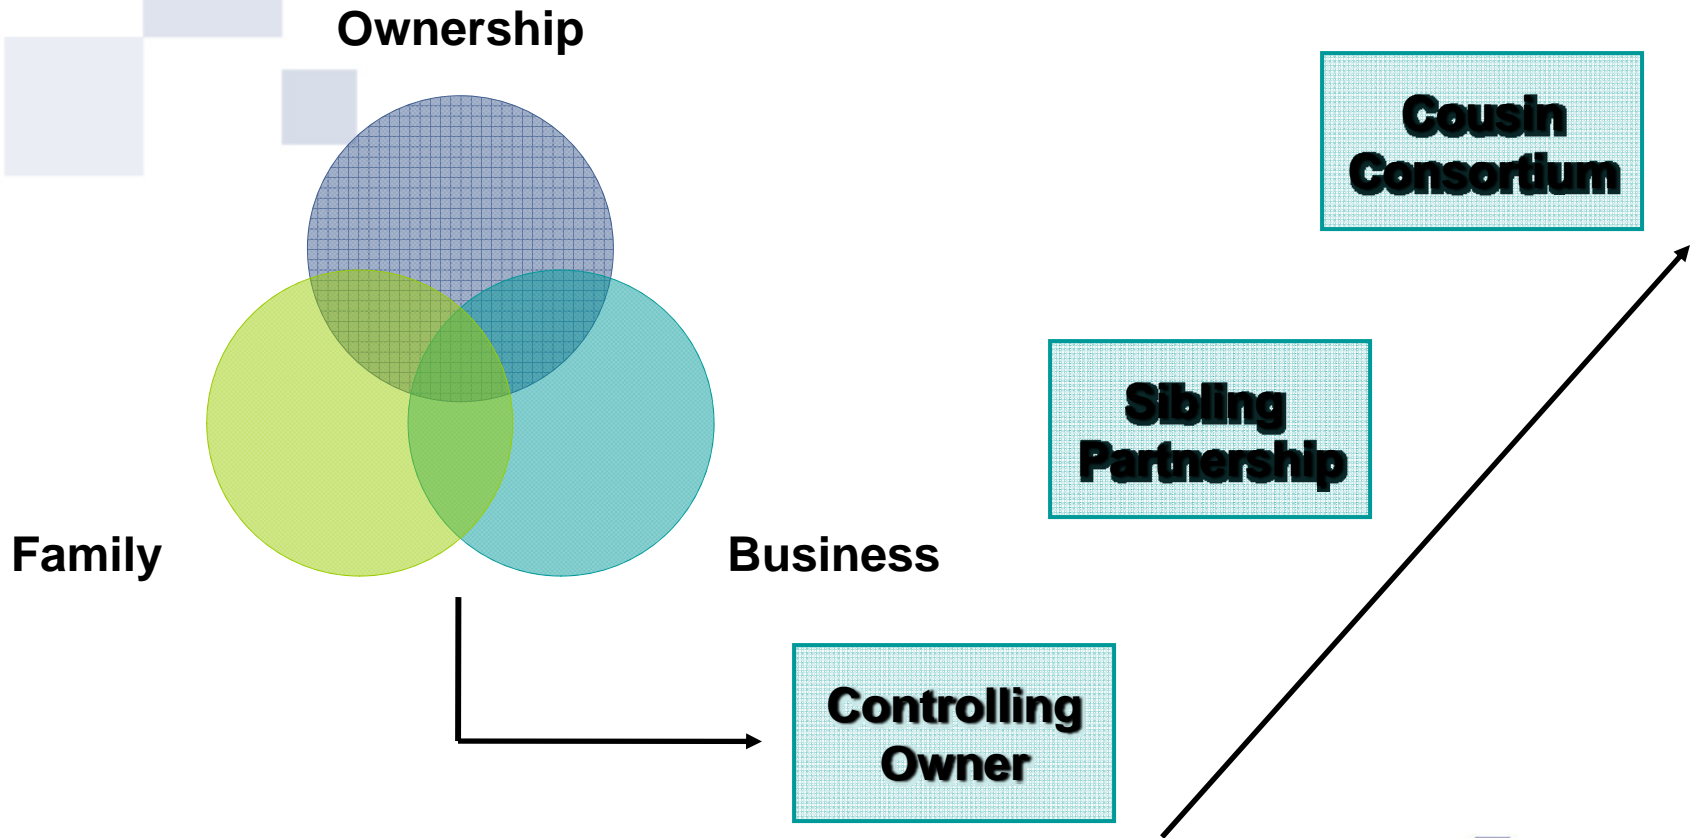 Ownership
Cousin
Consortium
Sibling
Partnership
Family
Business
Controlling
Owner